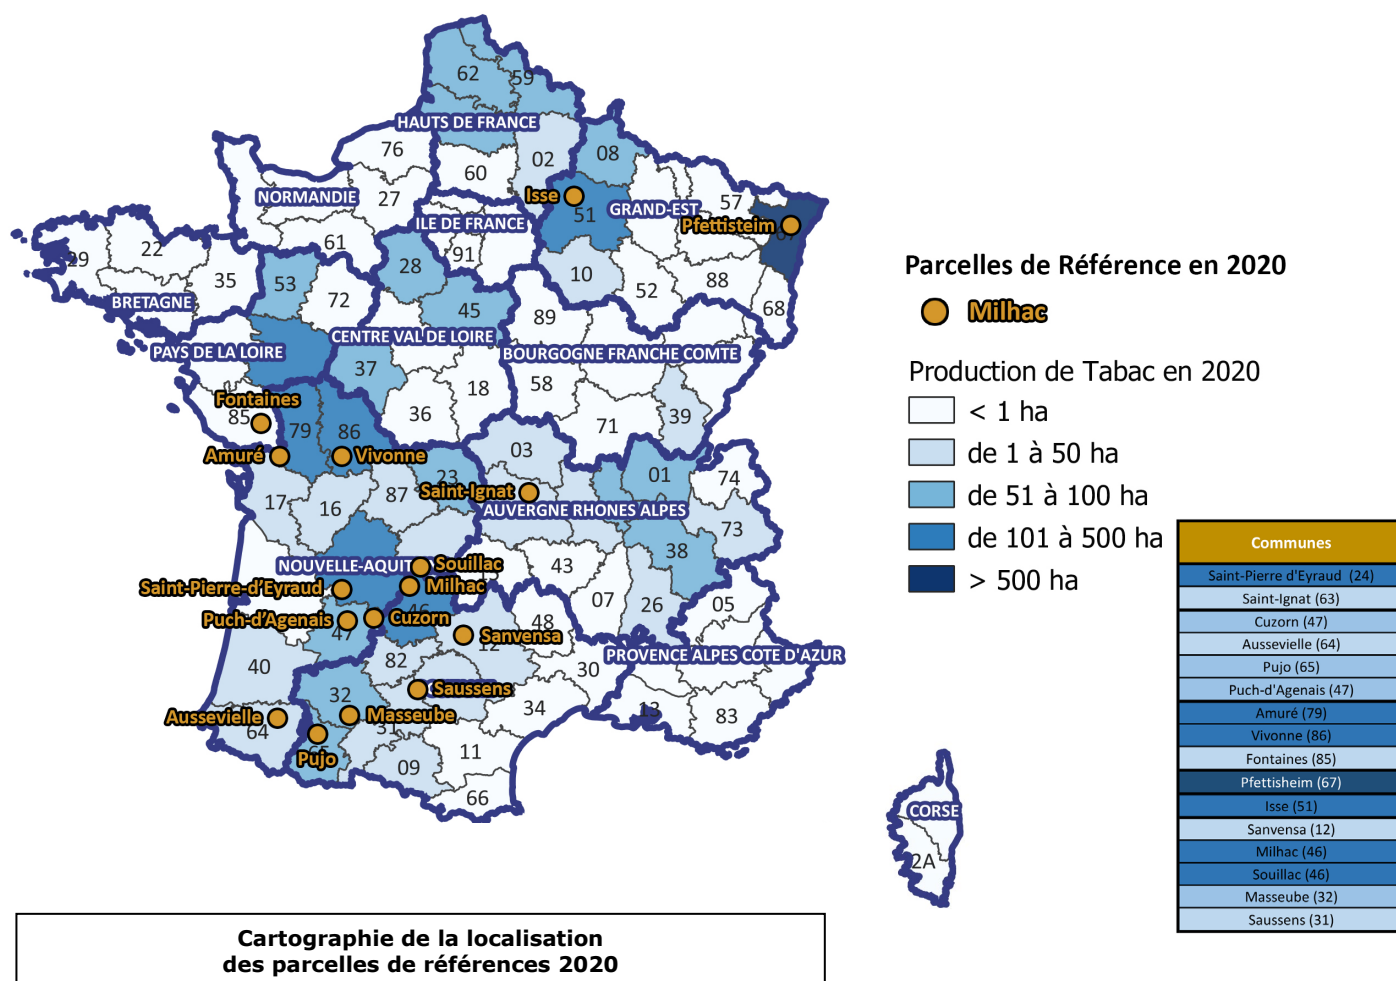 62
59
HAUTS DE FRANCE
76
02
08
60
NORMANDIE
27
Isse
51
GRAND-EST
57
Pfettisteim
67
ILE DE FRANCE
61
91
29
22
28
10
52
88
35
53
72
68
BRETAGNE
45
89
CENTRE VAL DE LOIRE
PAYS DE LA LOIRE
BOURGOGNE FRANCHE COMTE
37
58
18
Fontaines
85
36
39
79
86
71
Amuré
Vivonne
03
23
01
74
87
Saint-Ignat
17
16
AUVERGNE RHONES ALPES
73
38
NOUVELLE-AQUIT
Souillac
15
43
Saint-Pierre-d'Eyraud
Milhac
07
26
05
46
Puch-d'Agenais
Cuzorn
48
47
Sanvensa
12
PROVENCE ALPES COTE D'AZUR
40
82
30
32
Saussens
Aussevielle
64
Masseube
31
34
13
83
65
Pujo
11
09
66
CORSE
2A
Parcelles de Référence en 2020
Milhac
Production de Tabac en 2020
< 1 ha
de 1 à 50 ha
de 51 à 100 ha
de 101 à 500 ha
> 500 ha
Communes
Saint-Pierre d'Eyraud (24)
Saint-Ignat (63)
Cuzorn (47)
Aussevielle (64)
Pujo (65)
Puch-d'Agenais (47)
Amuré (79)
Vivonne (86)
Fontaines (85)
Pfettisheim (67)
Isse (51)
Sanvensa (12)
Milhac (46)
Souillac (46)
Masseube (32)
Saussens (31)
Cartographie de la localisation
des parcelles de références 2020